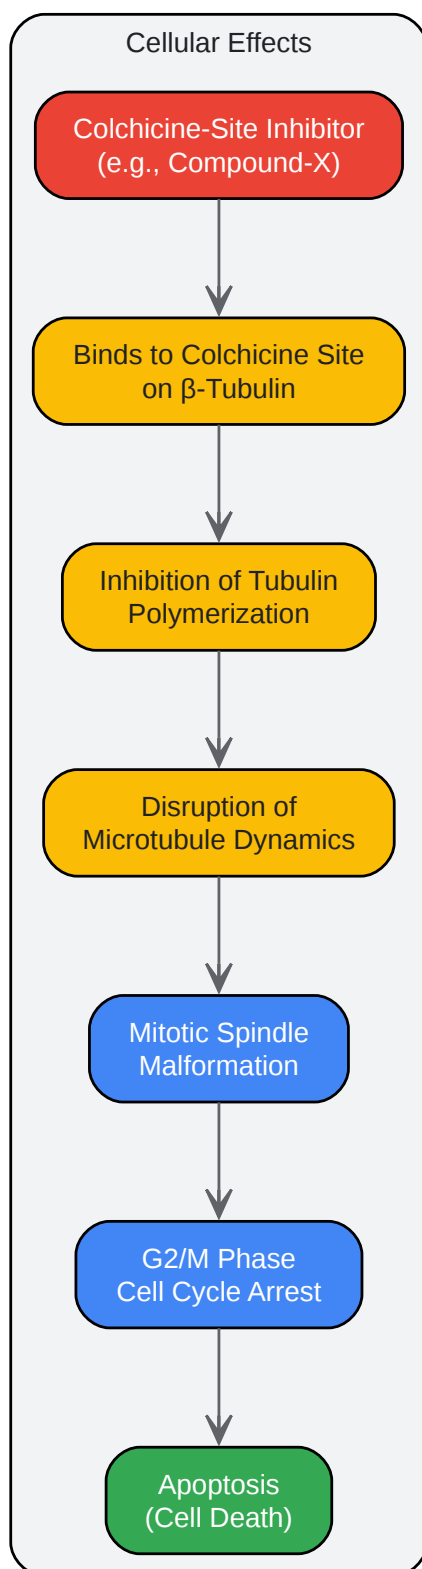 Cellular Effects
Colchicine-Site Inhibitor
(e.g., Compound-X)
Binds to Colchicine Site
on β-Tubulin
Inhibition of Tubulin
Polymerization
Disruption of
Microtubule Dynamics
Mitotic Spindle
Malformation
G2/M Phase
Cell Cycle Arrest
Apoptosis
(Cell Death)